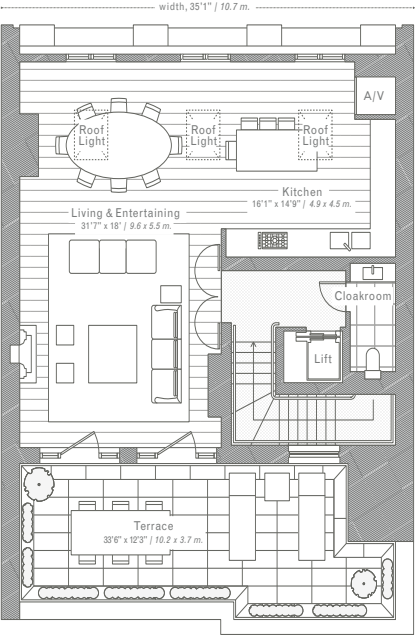 width, 35'1" / 10.7 m.
A/V
Roof
Light
Roof
Light
Roof
Light
Kitchen
16'1" x 14'9" / 4.9 x 4.5 m.
Living & Entertaining
31'7" x 18' / 9.6 x 5.5 m.
Cloakroom
Lift
Terrace
33'6" x 12'3" / 10.2 x 3.7 m.